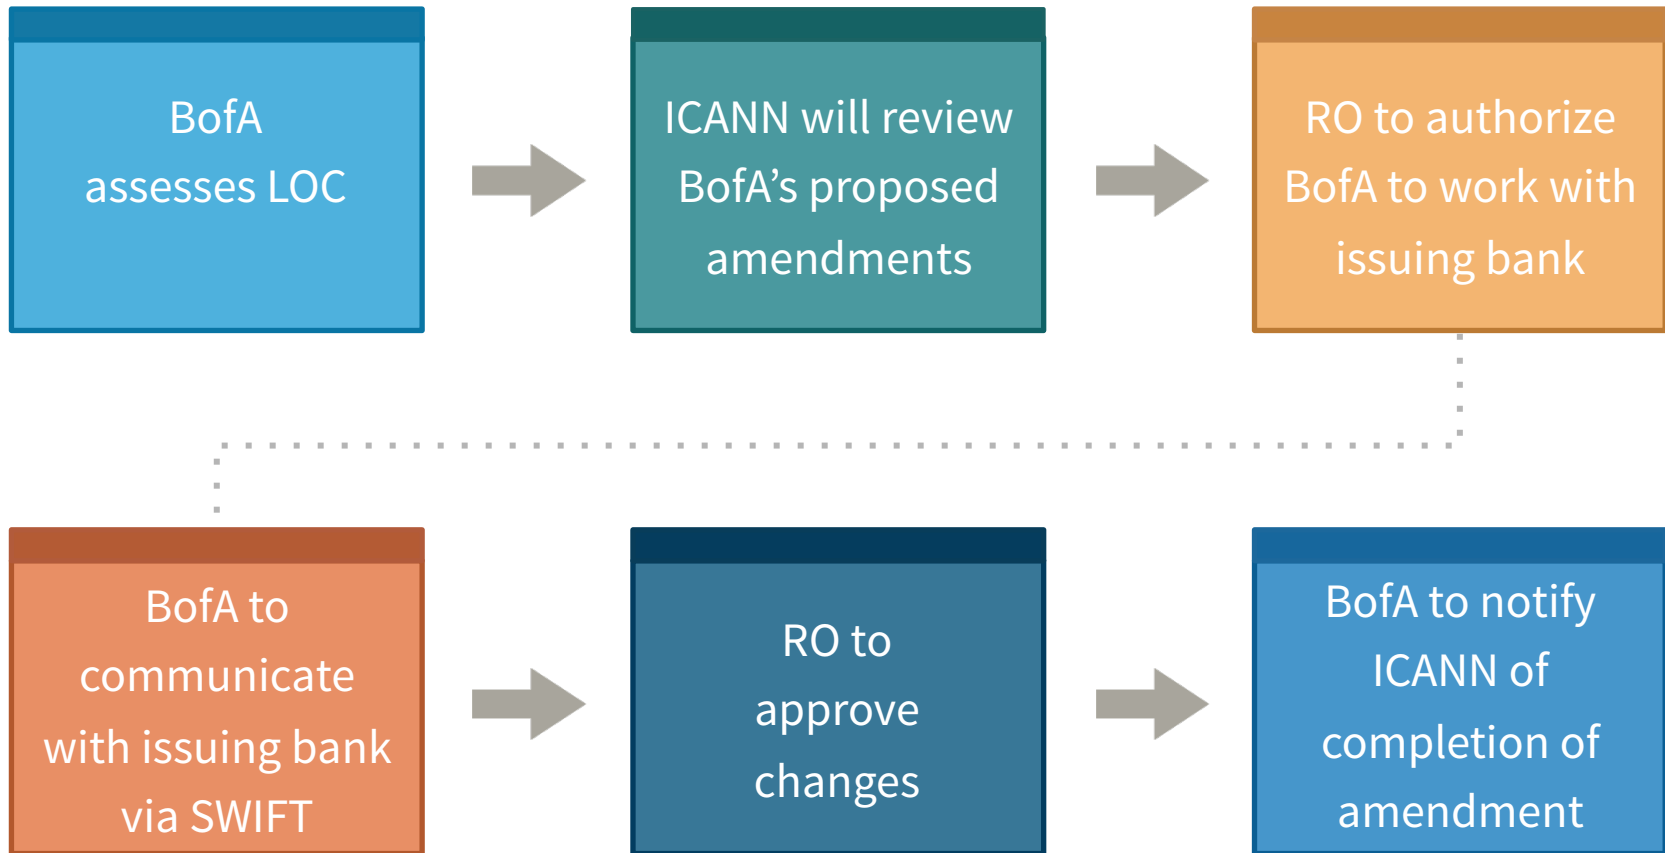 BofA
assesses LOC
ICANN will review
BofA’s proposed
amendments
RO to authorize
BofA to work with
issuing bank
BofA to
communicate
with issuing bank
via SWIFT
RO to
approve
changes
BofA to notify
ICANN of
completion of
amendment